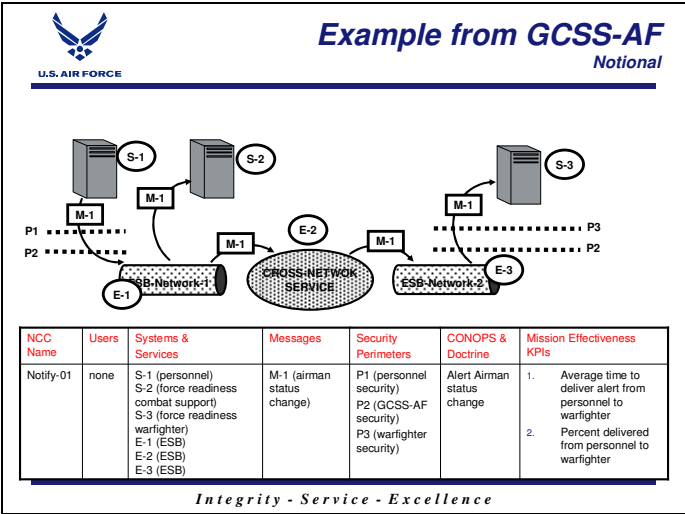 Example from GCSS-AF
Notional
U.S. AIR FORCE
S-1
S-2
S-3
M-1
M-1
M-1
P1
P2
M-1
E-2
M-1
P3
P2
ESB-Network-1
E-1
CROSS-NETWOK
SERVICE
ESB-Network-2
E-3
NCC
Name
Users
Systems &
Services
Messages
Security
Perimeters
CONOPS &
Doctrine
Mission Effectiveness
KPIs
Notify-01
none
S-1 (personnel)
S-2 (force readiness
combat support)
S-3 (force readiness
warfighter)
E-1 (ESB)
E-2 (ESB)
E-3 (ESB)
M-1 (airman
status
change)
P1 (personnel
security)
P2 (GCSS-AF
security)
P3 (warfighter
security)
Alert Airman
status
change
1. Average time to
deliver alert from
personnel to
warfighter
2. Percent delivered
from personnel to
warfighter
Integrity - Service - Excellence